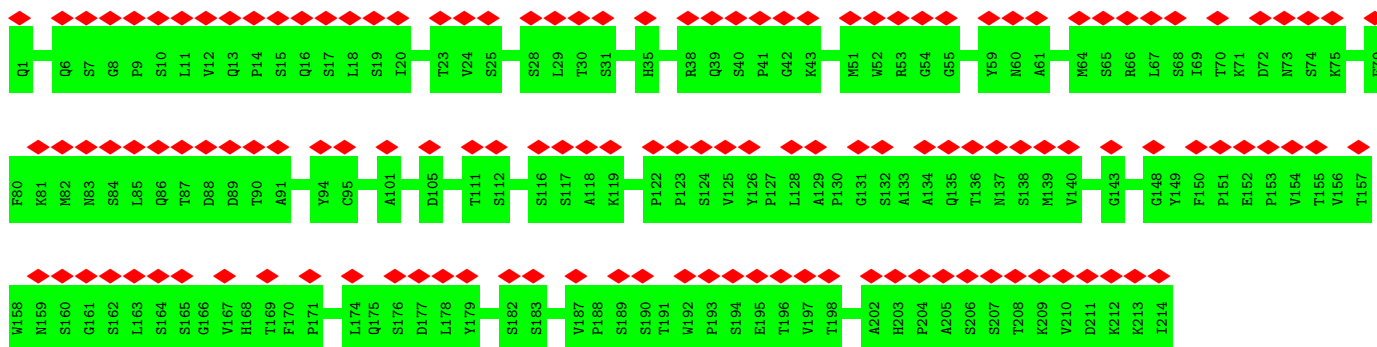 Q1 Q6 S7 G8 P9 S10 L11 V12 Q13 P14 S15 Q16 S17 L18 S19 I20 T23 V24 S25 S28 L29 T30 S31 H35 R38 Q39 S40 P41 G42 K43 M51 W52 R53 G54 G55 Y59 N60 A61 M64 S65 R66 L67 S68 I69 T70 K71 D72 N73 S74 K75
F80 K81 M82 N83 S84 L85 Q86 T87 D88 D89 T90 A91 Y94 C95 A101 D105 T111 S112 S116 S117 A118 K119 P122 P123 S124 V125 Y126 P127 L128 A129 P130 G131 S132 A133 A134 Q135 T136 N137 S138 M139 V140 G143 G148 Y149 F150 P151 E152 P153 V154 T155 V156 T157
W158 N159 S160 G161 S162 L163 S164 S165 G166 V167 H168 T169 F170 P171 L174 Q175 S176 D177 L178 Y179 S182 S183 V187 P188 S189 S190 T191 W192 P193 S194 E195 T196 V197 T198 A202 H203 P204 A205 S206 S207 T208 K209 V210 D211 K212 K213 I214